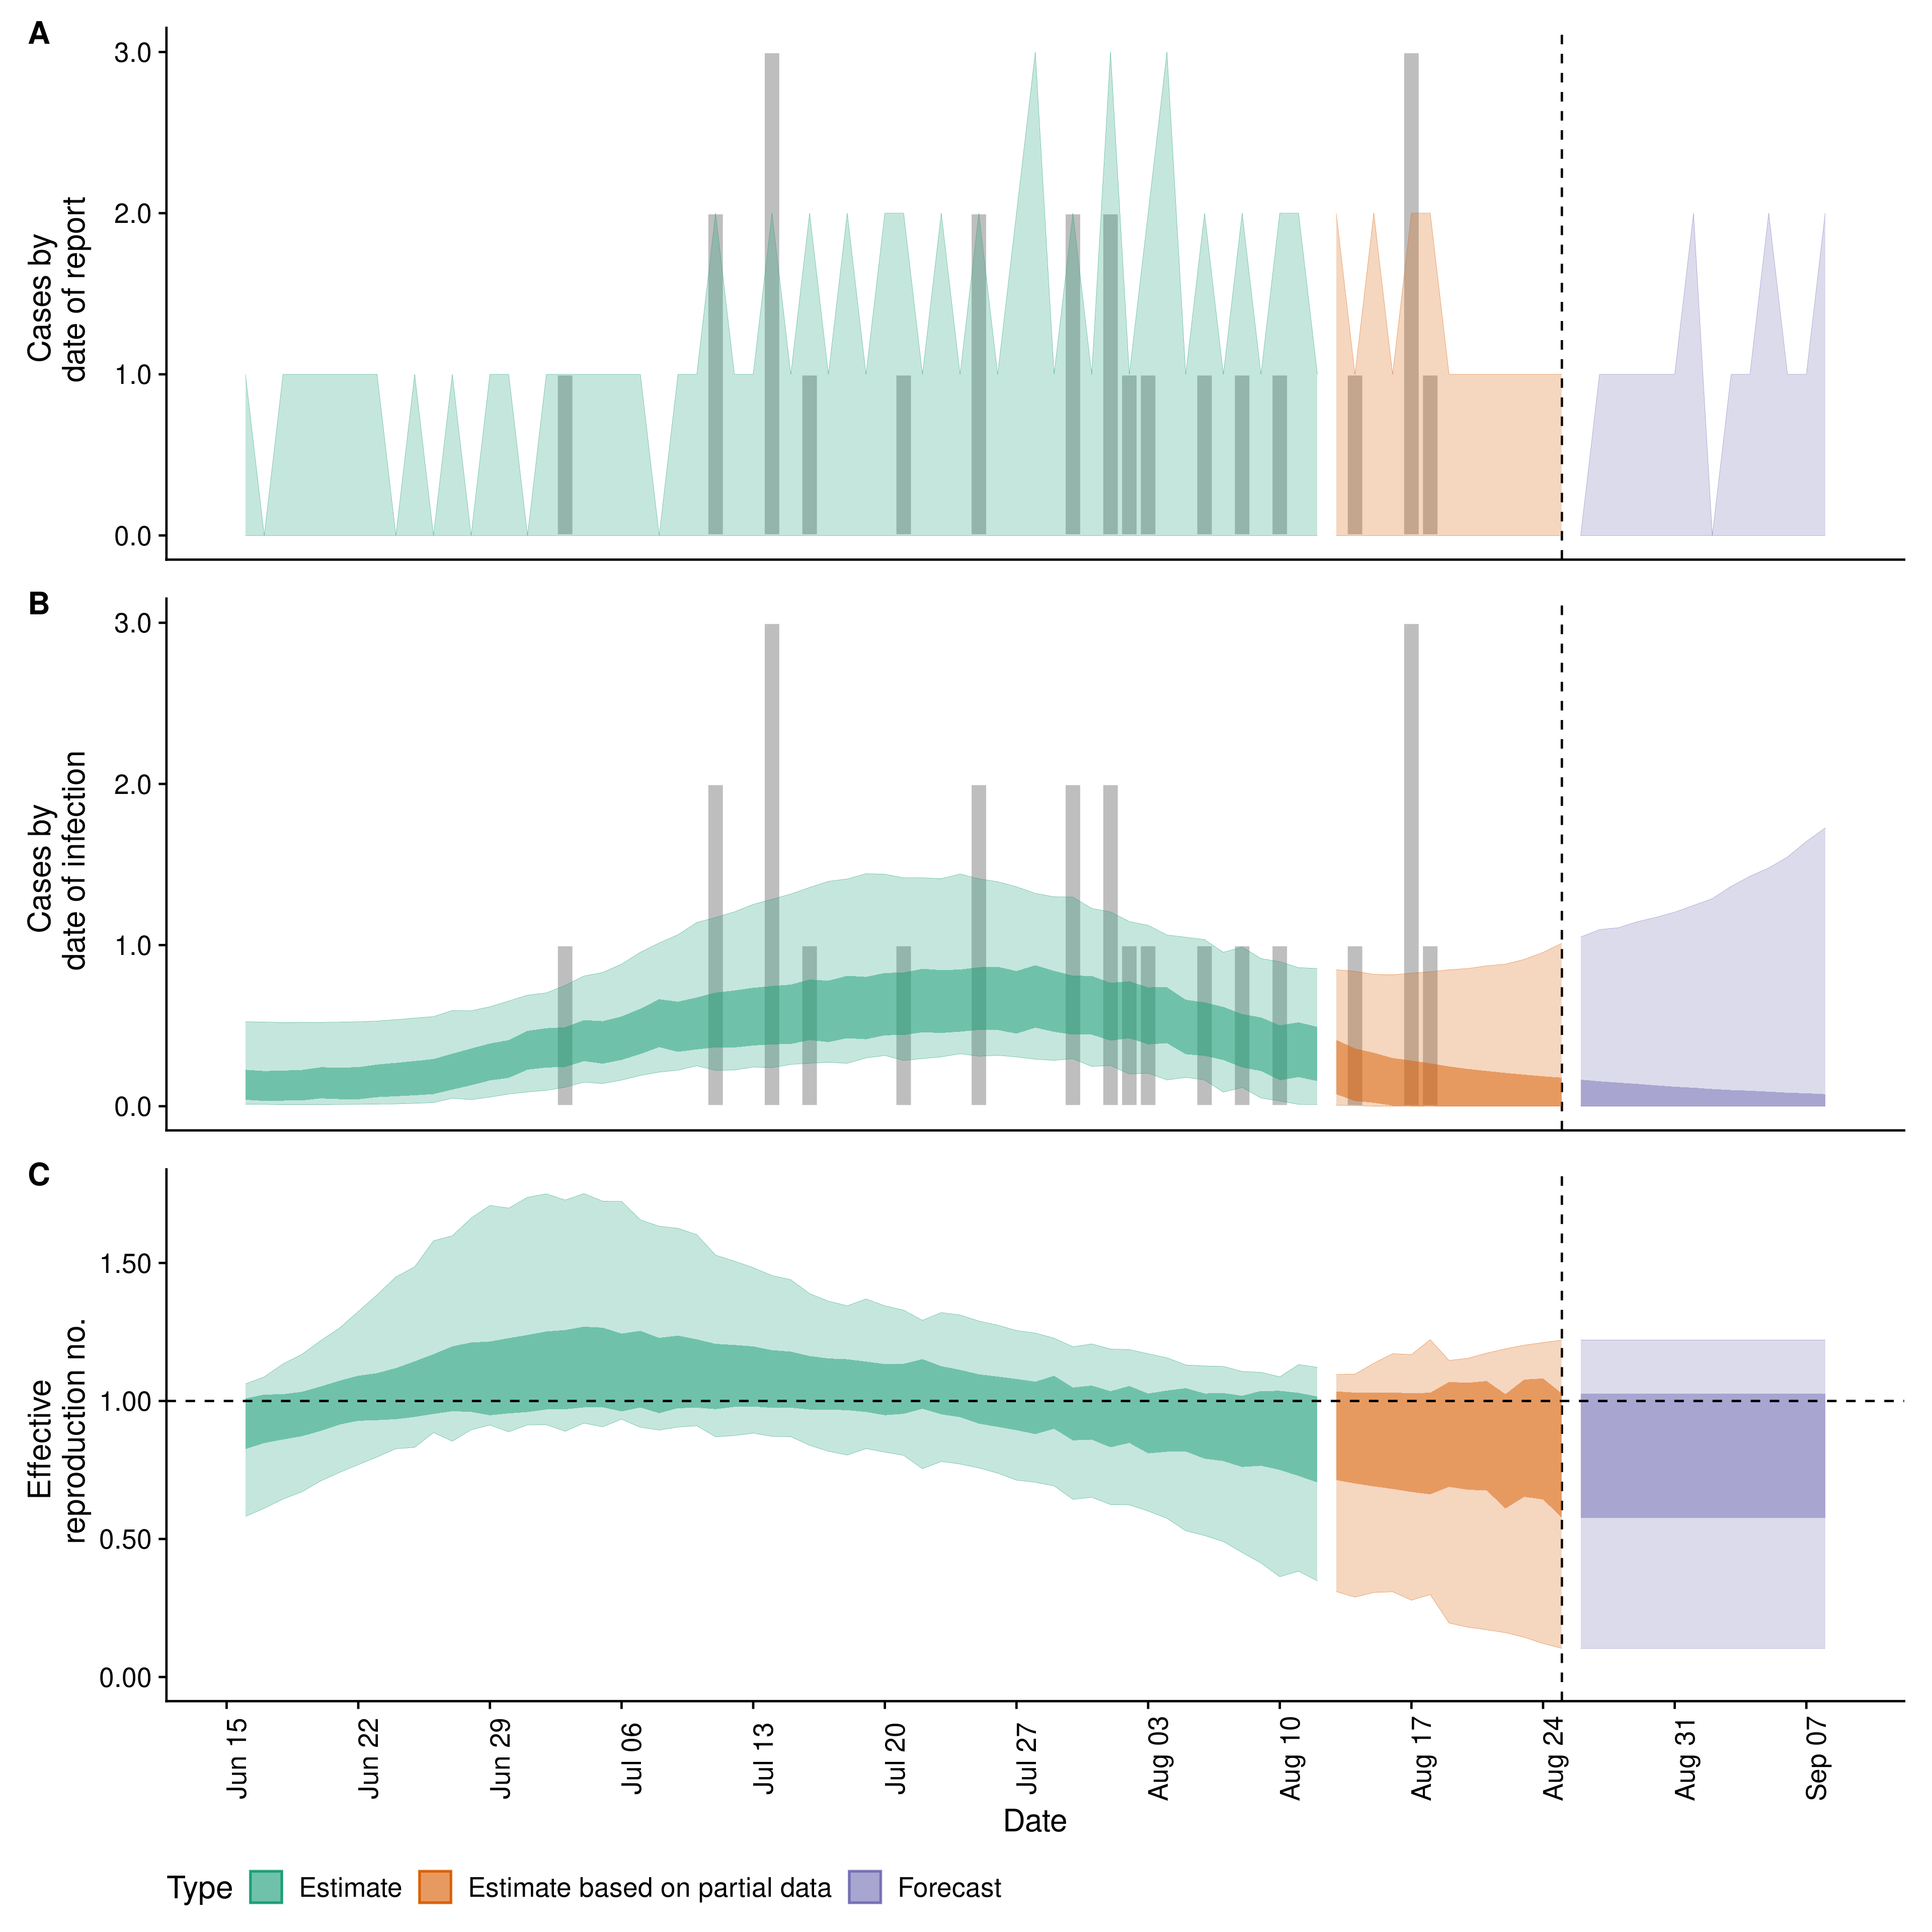 A
Cases by
date of report
3.0
2.0
1.0
0.0
B
Cases by
date of infection
3.0
2.0
1.0
0.0
C
Effective
reproduction no.
1.50
1.00
0.50
0.00
Jun 15
Jun 22
Jun 29
Jul 06
Jul 13
Jul 20
Jul 27
Aug 03
Aug 10
Aug 17
Aug 24
Aug 31
Sep 07
Date
Type
Estimate
Estimate based on partial data
Forecast